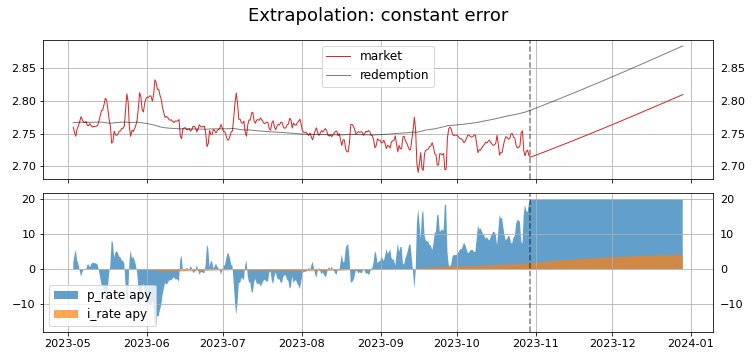 Extrapolation: constant error
market
redemption
2.85 2.85
2.80 2.80
2.75 2.75
2.70 2.70
20 20
10 10
0 0
−10 −10
p_rate apy
i_rate apy
2023-05 2023-06 2023-07 2023-08 2023-09 2023-10 2023-11 2023-12 2024-01